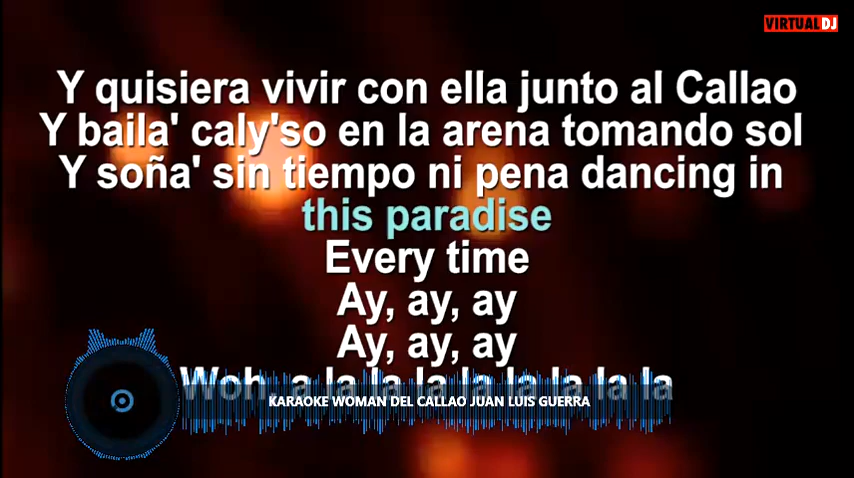 VIRTUALDJ
Y quisiera vivir con ella junto al Callao
Y baila' caly'so en la arena tomando sol
Y soña' sin tiempo ni pena dancing in
this paradise
Every time
Ay, ay, ay
Ay, ay, ay
Woh, a la la la la la la la la
KARAOKE WOMAN DEL CALLAO JUAN LUIS GUERRA